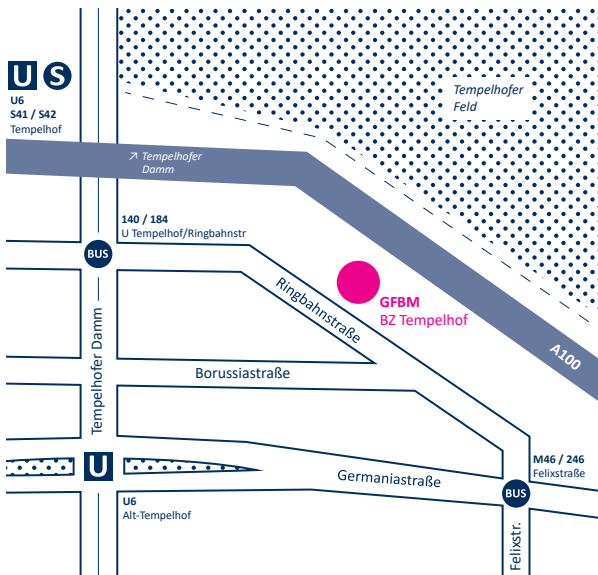 U S
U6
S41 / S42
Tempelhof
Tempelhofer
Feld
↗ Tempelhofer
Damm
140 / 184
U Tempelhof/Ringbahnstr
BUS
Ringbahnstraße
GFBM
BZ Tempelhof
A100
Tempelhofer Damm
Borussiastraße
U
U6
Alt-Tempelhof
Germaniastraße
M46 / 246
Felixstraße
BUS
Felixstr.